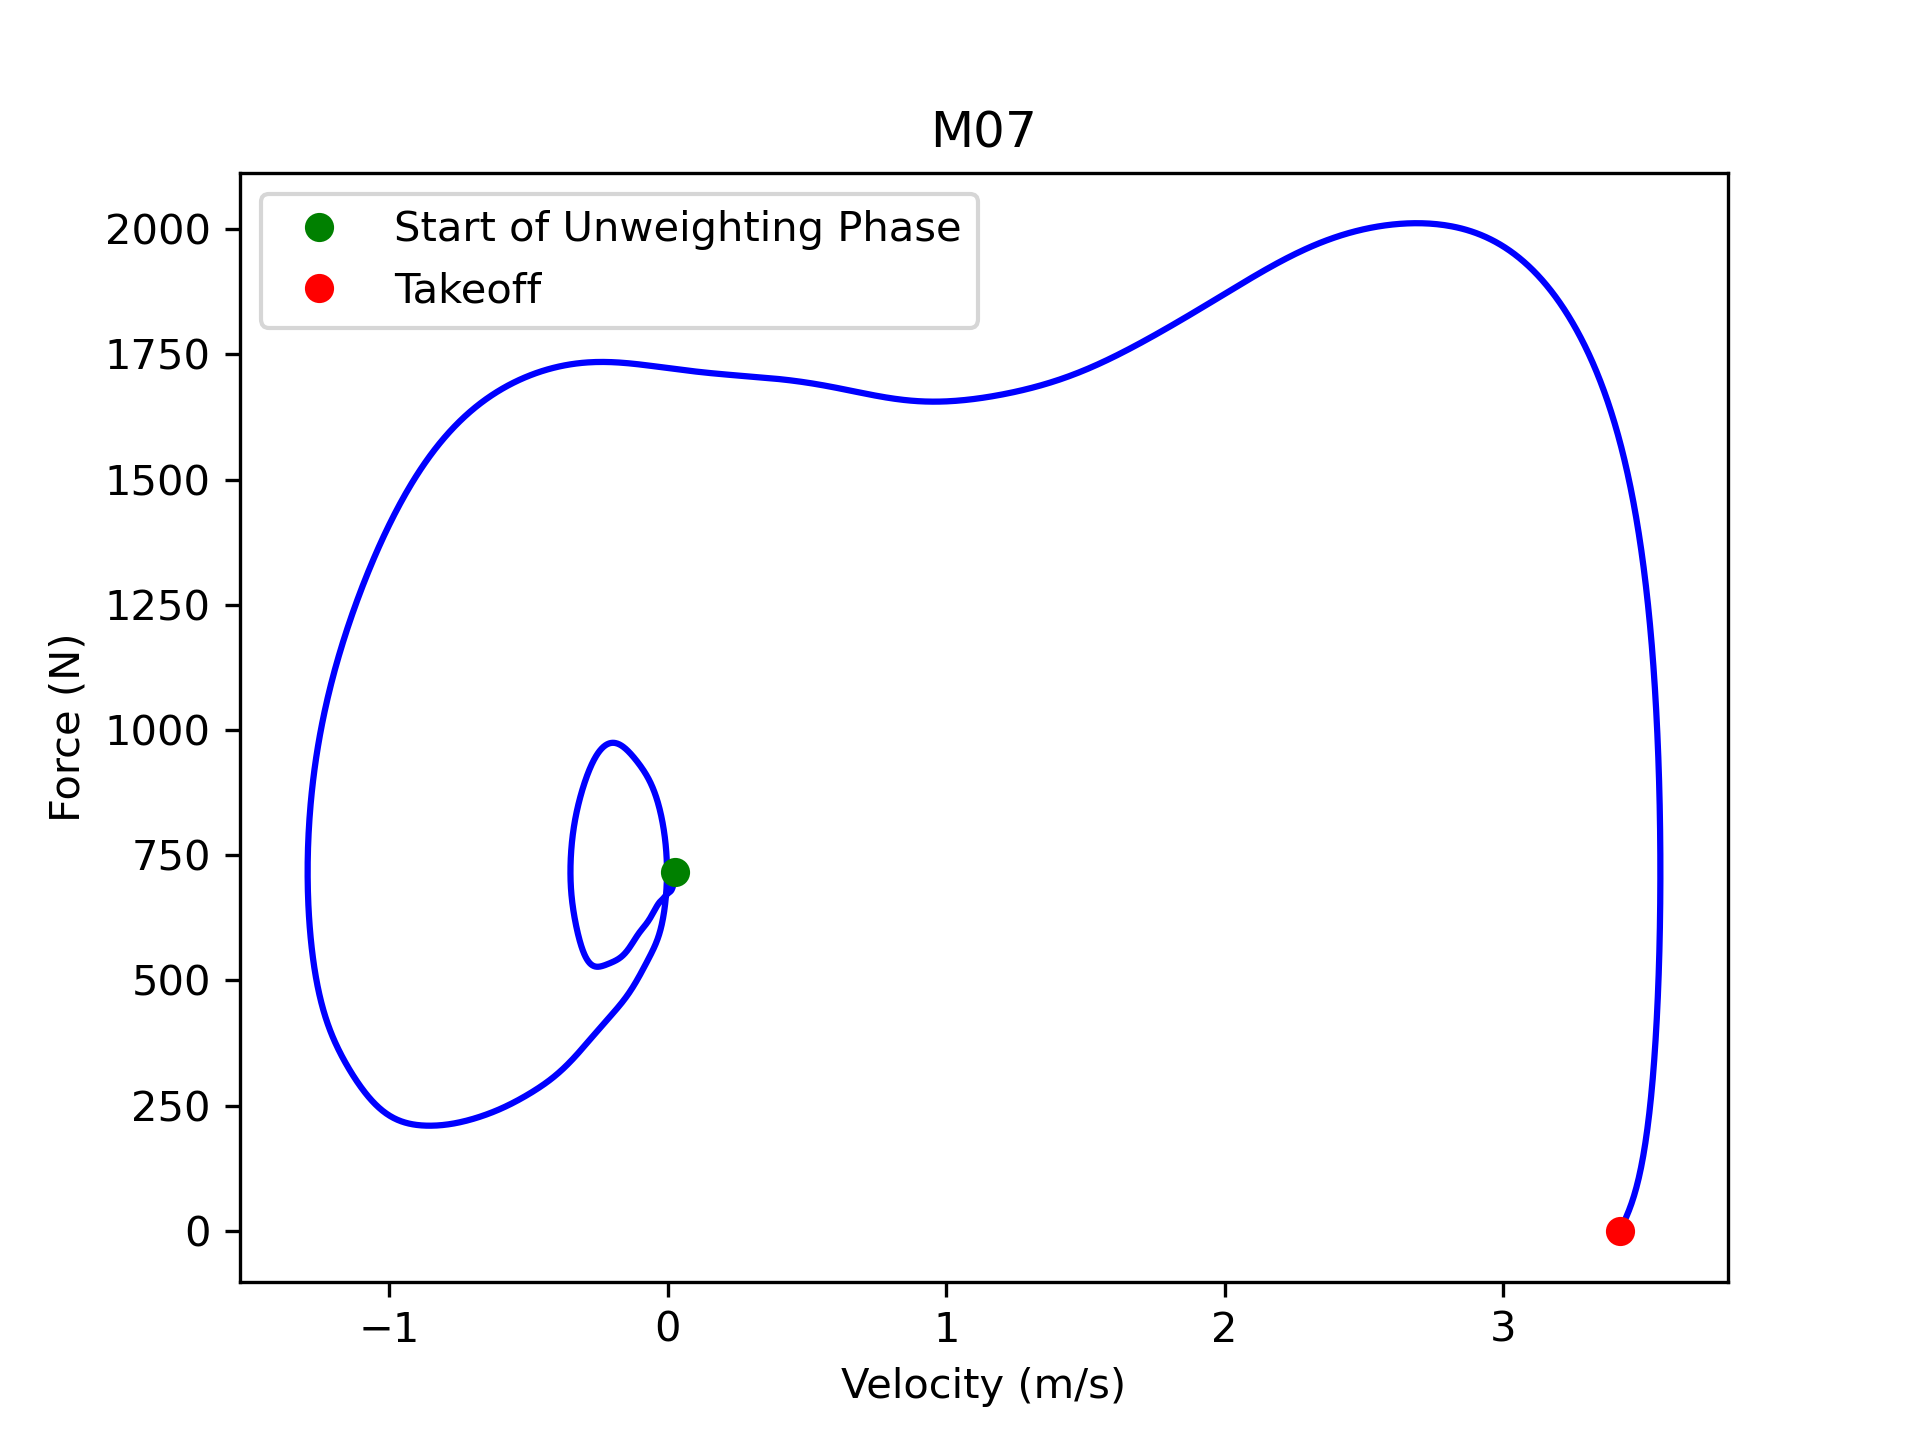 M07
Start of Unweighting Phase
Takeoff
2000
1750
1500
1250
1000
750
500
250
0
Force (N)
−1 0 1 2 3
Velocity (m/s)